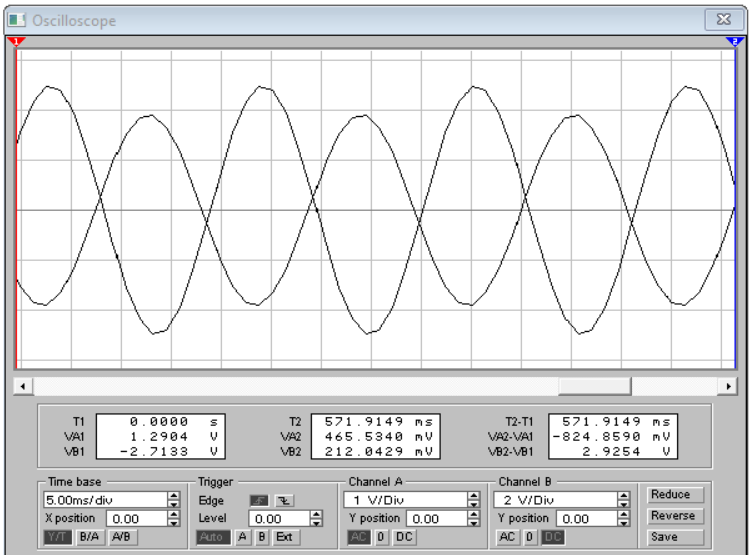 Oscilloscope
1 2
T1 0.0000 s T2 571.9149 ms T2-T1 571.9149 ms
VA1 1.2904 V VA2 465.5340 mV VA2-VA1 -824.8590 mV
VB1 -2.7133 V VB2 212.0429 mV VB2-VB1 2.9254 V
Time base Trigger Channel A Channel B
5.00ms/div Edge 1 V/Div 2 V/Div Reduce
X position 0.00 Level 0.00 Y position 0.00 Y position 0.00 Reverse
Y/T B/A A/B Auto A B Ext AC 0 DC AC 0 DC Save